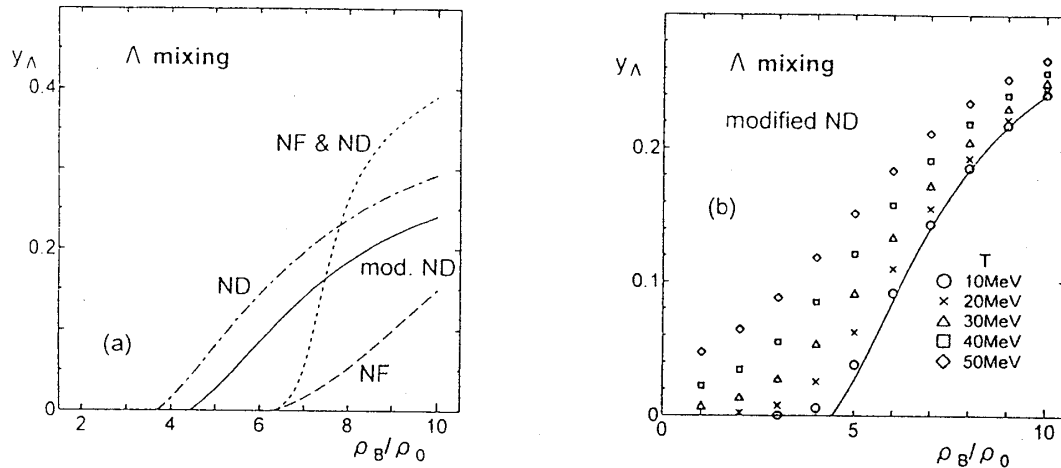 y_Λ
Λ mixing
0.4
NF & ND
0.2
ND
mod. ND
(a)
NF
0
2
4
6
8
10
ρ_B/ρ_0
y_Λ
Λ mixing
modified ND
0.2
(b)
T
○ 10MeV
× 20MeV
△ 30MeV
□ 40MeV
◇ 50MeV
0.1
0
0
5
10
ρ_B/ρ_0